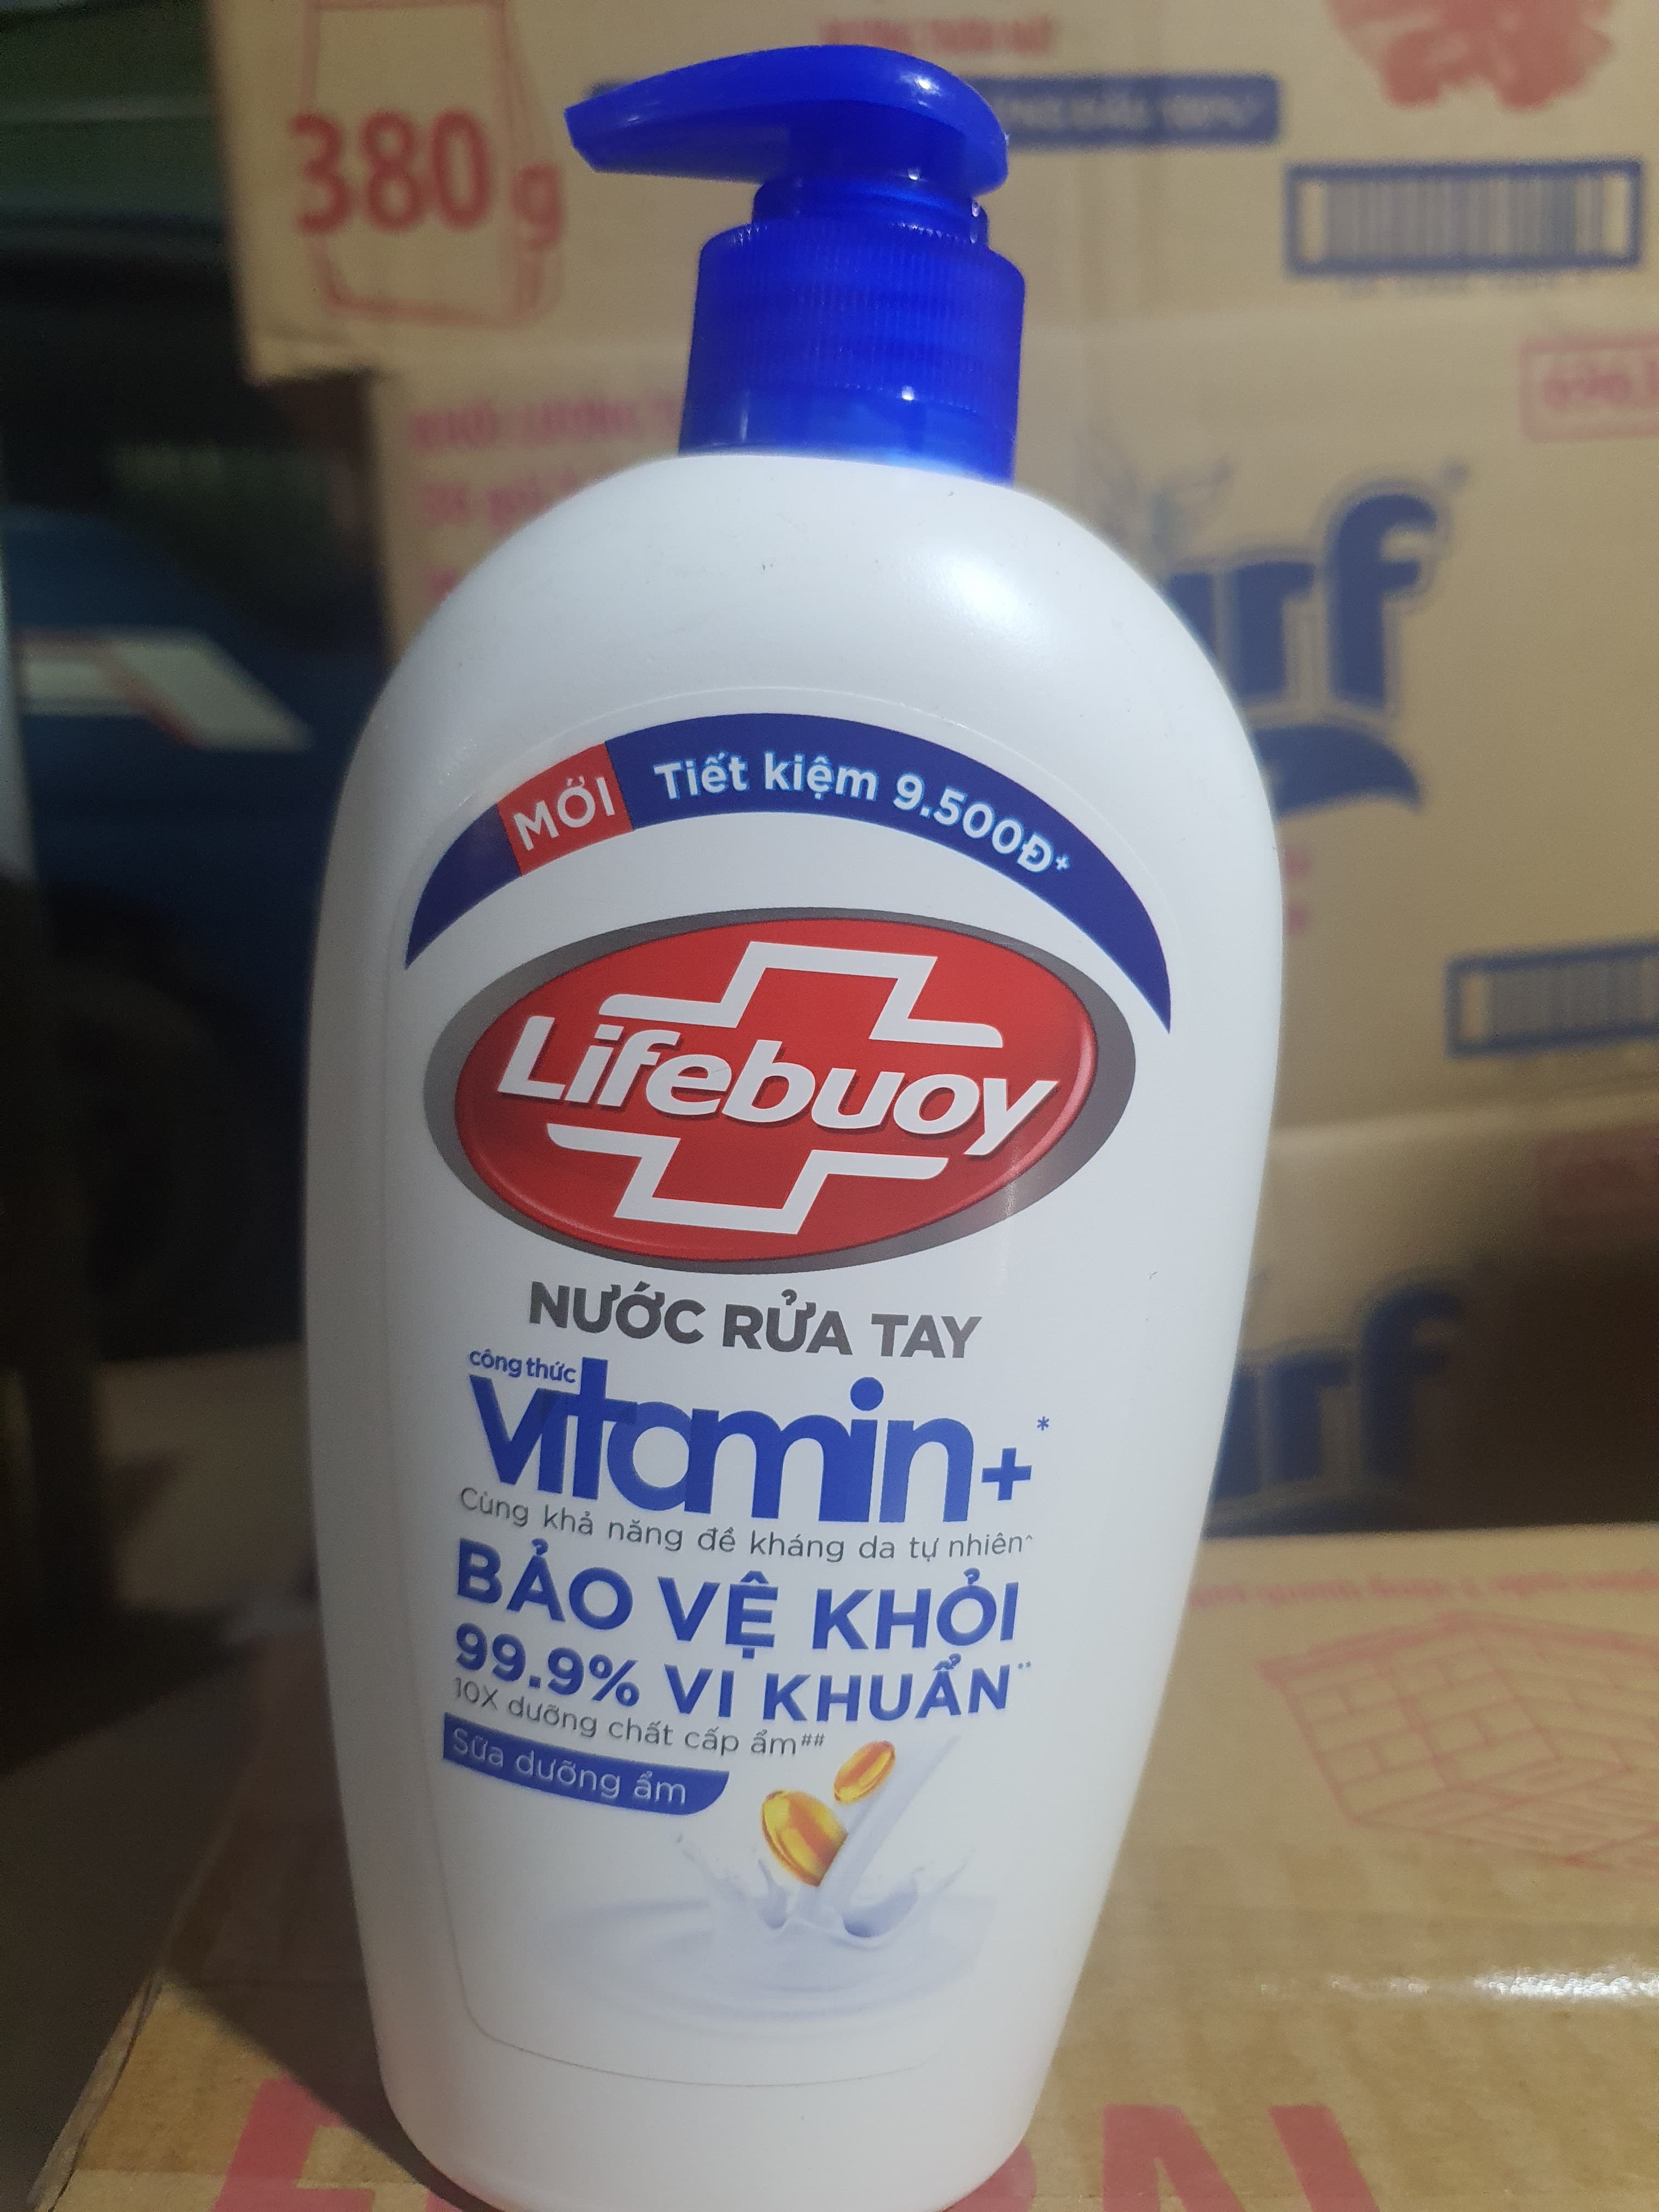 380g
MỚI Tiết kiệm 9.500Đ+
Lifebuoy
NƯỚC RỬA TAY
công thức
vitamin+*
Cùng khả năng đề kháng da tự nhiên^
BẢO VỆ KHỎI
99.9% VI KHUẨN**
10X dưỡng chất cấp ẩm##
Sữa dưỡng ẩm